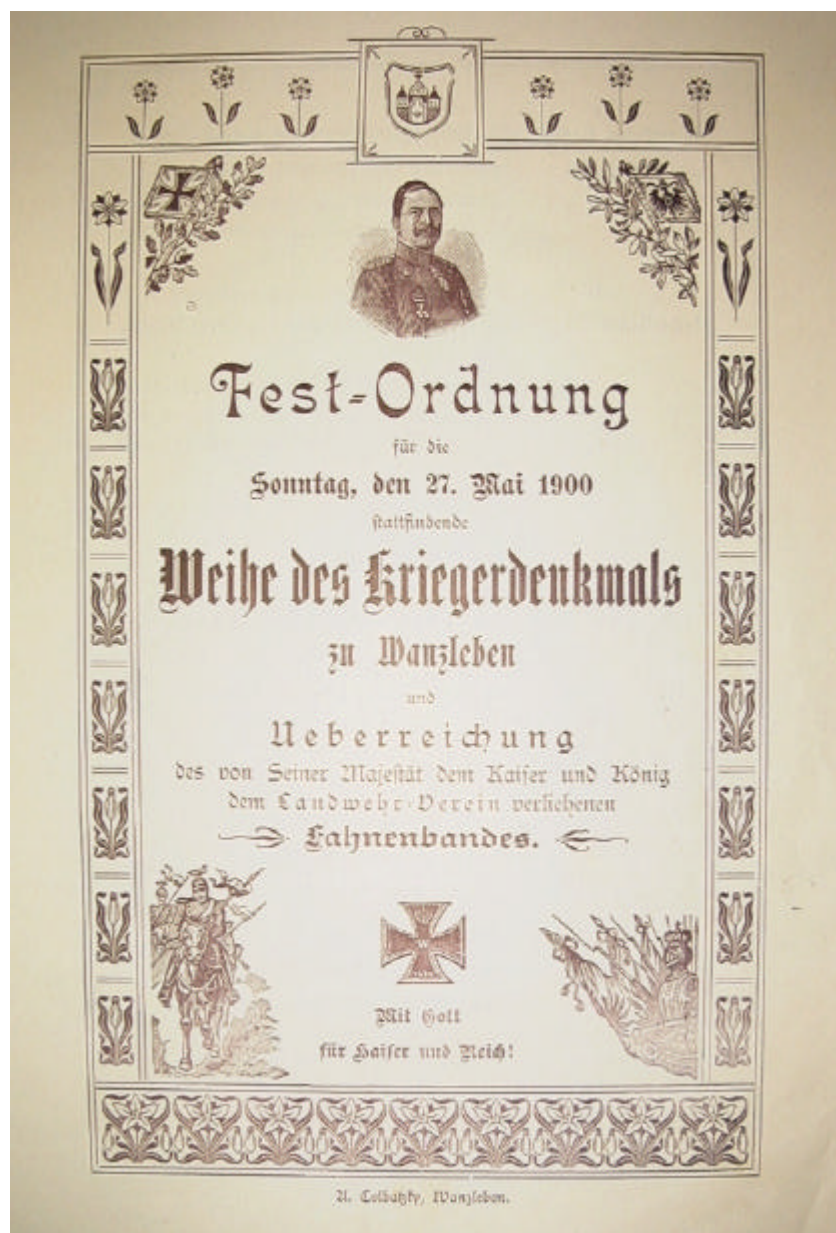 Fest-Ordnung
für die
Sonntag, den 27. Mai 1900
stattfindende
Weihe des Kriegerdenkmals
zu Wanzleben
und
Ueberreichung
des von Seiner Majestät dem Kaiser und König
dem Landwehr-Verein verliehenen
Fahnenbandes.
W
Mit Gott
für Kaiser und Reich!
A. Colbatzky, Wanzleben.